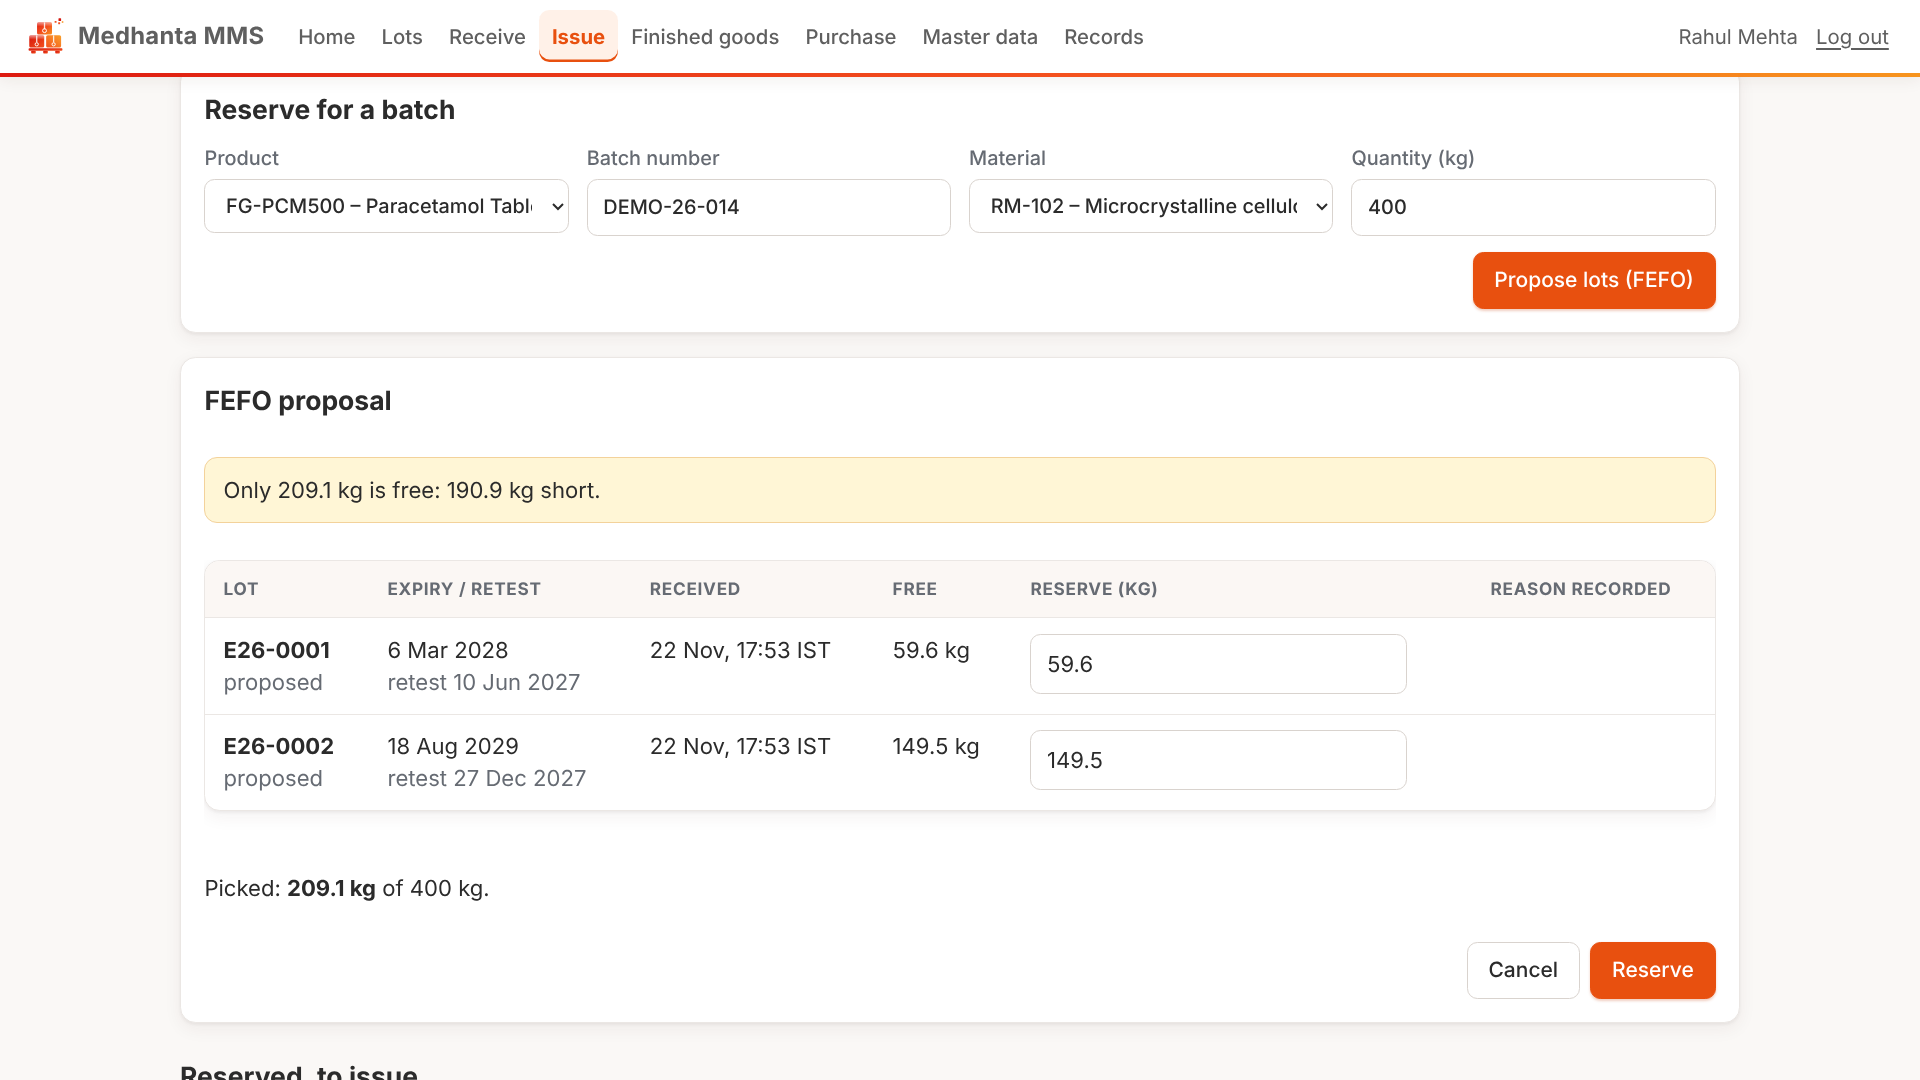 Medhanta MMS Home Lots Receive Issue Finished goods Purchase Master data Records Rahul Mehta Log out
Reserve for a batch
Product Batch number Material Quantity (kg)
FG-PCM500 – Paracetamol Tabl DEMO-26-014 RM-102 – Microcrystalline cellulo 400
Propose lots (FEFO)
FEFO proposal
Only 209.1 kg is free: 190.9 kg short.
LOT EXPIRY / RETEST RECEIVED FREE RESERVE (KG) REASON RECORDED
E26-0001 6 Mar 2028 22 Nov, 17:53 IST 59.6 kg 59.6
proposed retest 10 Jun 2027
E26-0002 18 Aug 2029 22 Nov, 17:53 IST 149.5 kg 149.5
proposed retest 27 Dec 2027
Picked: 209.1 kg of 400 kg.
Cancel Reserve
Reserved, to issue